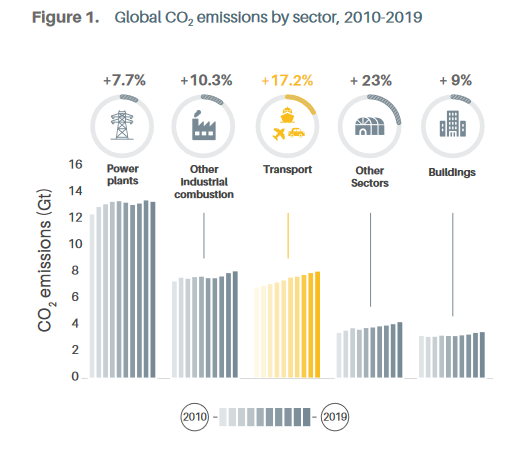 Figure 1. Global CO₂ emissions by sector, 2010-2019
+7.7% +10.3% +17.2% + 23% + 9%
Power
plants
Other
Industrial
combustion
Transport
Other
Sectors
Buildings
CO₂ emissions (Gt)
16
14
12
10
8
6
4
2
0
2010 2019